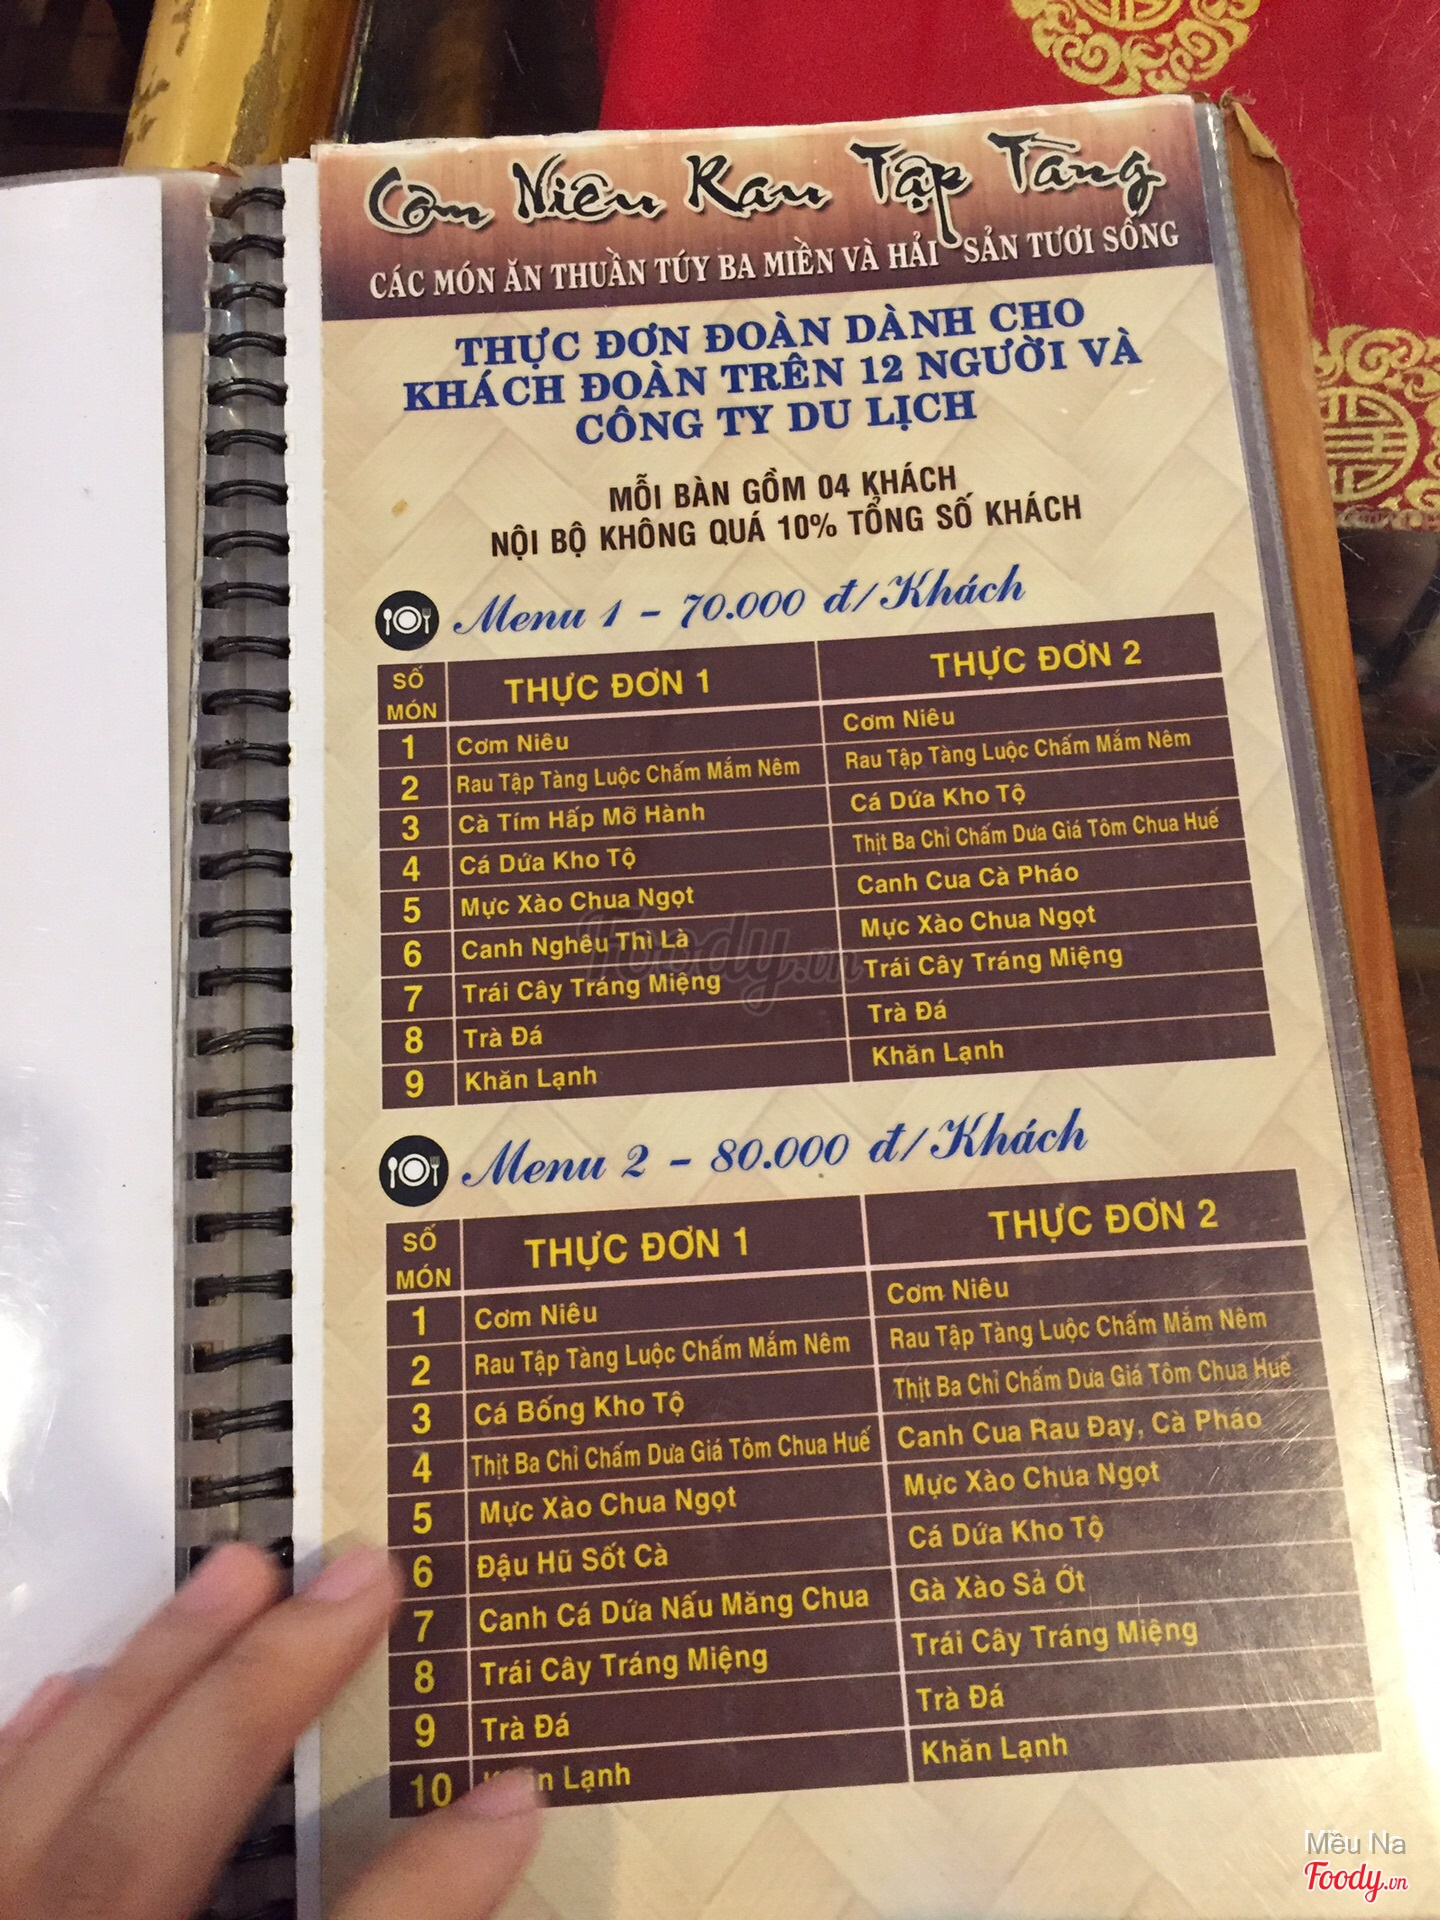 Cơm Niêu Rau Tập Tàng
CÁC MÓN ĂN THUẦN TÚY BA MIỀN VÀ HẢI SẢN TƯƠI SỐNG
THỰC ĐƠN ĐOÀN DÀNH CHO
KHÁCH ĐOÀN TRÊN 12 NGƯỜI VÀ
CÔNG TY DU LỊCH
MỖI BÀN GỒM 04 KHÁCH
NỘI BỘ KHÔNG QUÁ 10% TỔNG SỐ KHÁCH
Menu 1 - 70.000 đ/Khách
SỐ MÓN THỰC ĐƠN 1 THỰC ĐƠN 2
1 Cơm Niêu Cơm Niêu
2 Rau Tập Tàng Luộc Chấm Mắm Nêm Rau Tập Tàng Luộc Chấm Mắm Nêm
3 Cà Tím Hấp Mỡ Hành Cá Dứa Kho Tộ
4 Cá Dứa Kho Tộ Thịt Ba Chỉ Chấm Dưa Giá Tôm Chua Huế
5 Mực Xào Chua Ngọt Canh Cua Cà Pháo
6 Canh Nghêu Thì Là Mực Xào Chua Ngọt
7 Trái Cây Tráng Miệng Trái Cây Tráng Miệng
8 Trà Đá Trà Đá
9 Khăn Lạnh Khăn Lạnh
Foody.vn
Menu 2 - 80.000 đ/Khách
SỐ MÓN THỰC ĐƠN 1 THỰC ĐƠN 2
1 Cơm Niêu Cơm Niêu
2 Rau Tập Tàng Luộc Chấm Mắm Nêm Rau Tập Tàng Luộc Chấm Mắm Nêm
3 Cá Bống Kho Tộ Thịt Ba Chỉ Chấm Dưa Giá Tôm Chua Huế
4 Thịt Ba Chỉ Chấm Dưa Giá Tôm Chua Huế Canh Cua Rau Đay, Cà Pháo
5 Mực Xào Chua Ngọt Mực Xào Chua Ngọt
6 Đậu Hũ Sốt Cà Cá Dứa Kho Tộ
7 Canh Cá Dứa Nấu Măng Chua Gà Xào Sả Ớt
8 Trái Cây Tráng Miệng Trái Cây Tráng Miệng
9 Trà Đá Trà Đá
10 Khăn Lạnh Khăn Lạnh
Mều Na
Foody.vn